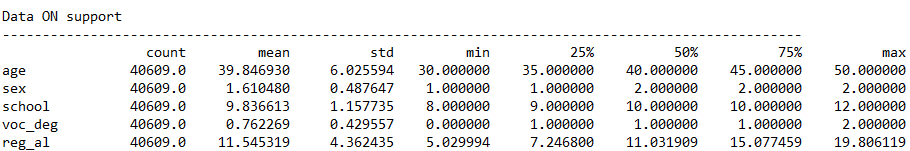 Data ON support
----------------------------------------------------------------------------------------------------
count mean std min 25% 50% 75% max
age 40609.0 39.846930 6.025594 30.000000 35.000000 40.000000 45.000000 50.000000
sex 40609.0 1.610480 0.487647 1.000000 1.000000 2.000000 2.000000 2.000000
school 40609.0 9.836613 1.157735 8.000000 9.000000 10.000000 10.000000 12.000000
voc_deg 40609.0 0.762269 0.429557 0.000000 1.000000 1.000000 1.000000 2.000000
reg_al 40609.0 11.545319 4.362435 5.029994 7.246800 11.031909 15.077459 19.806119